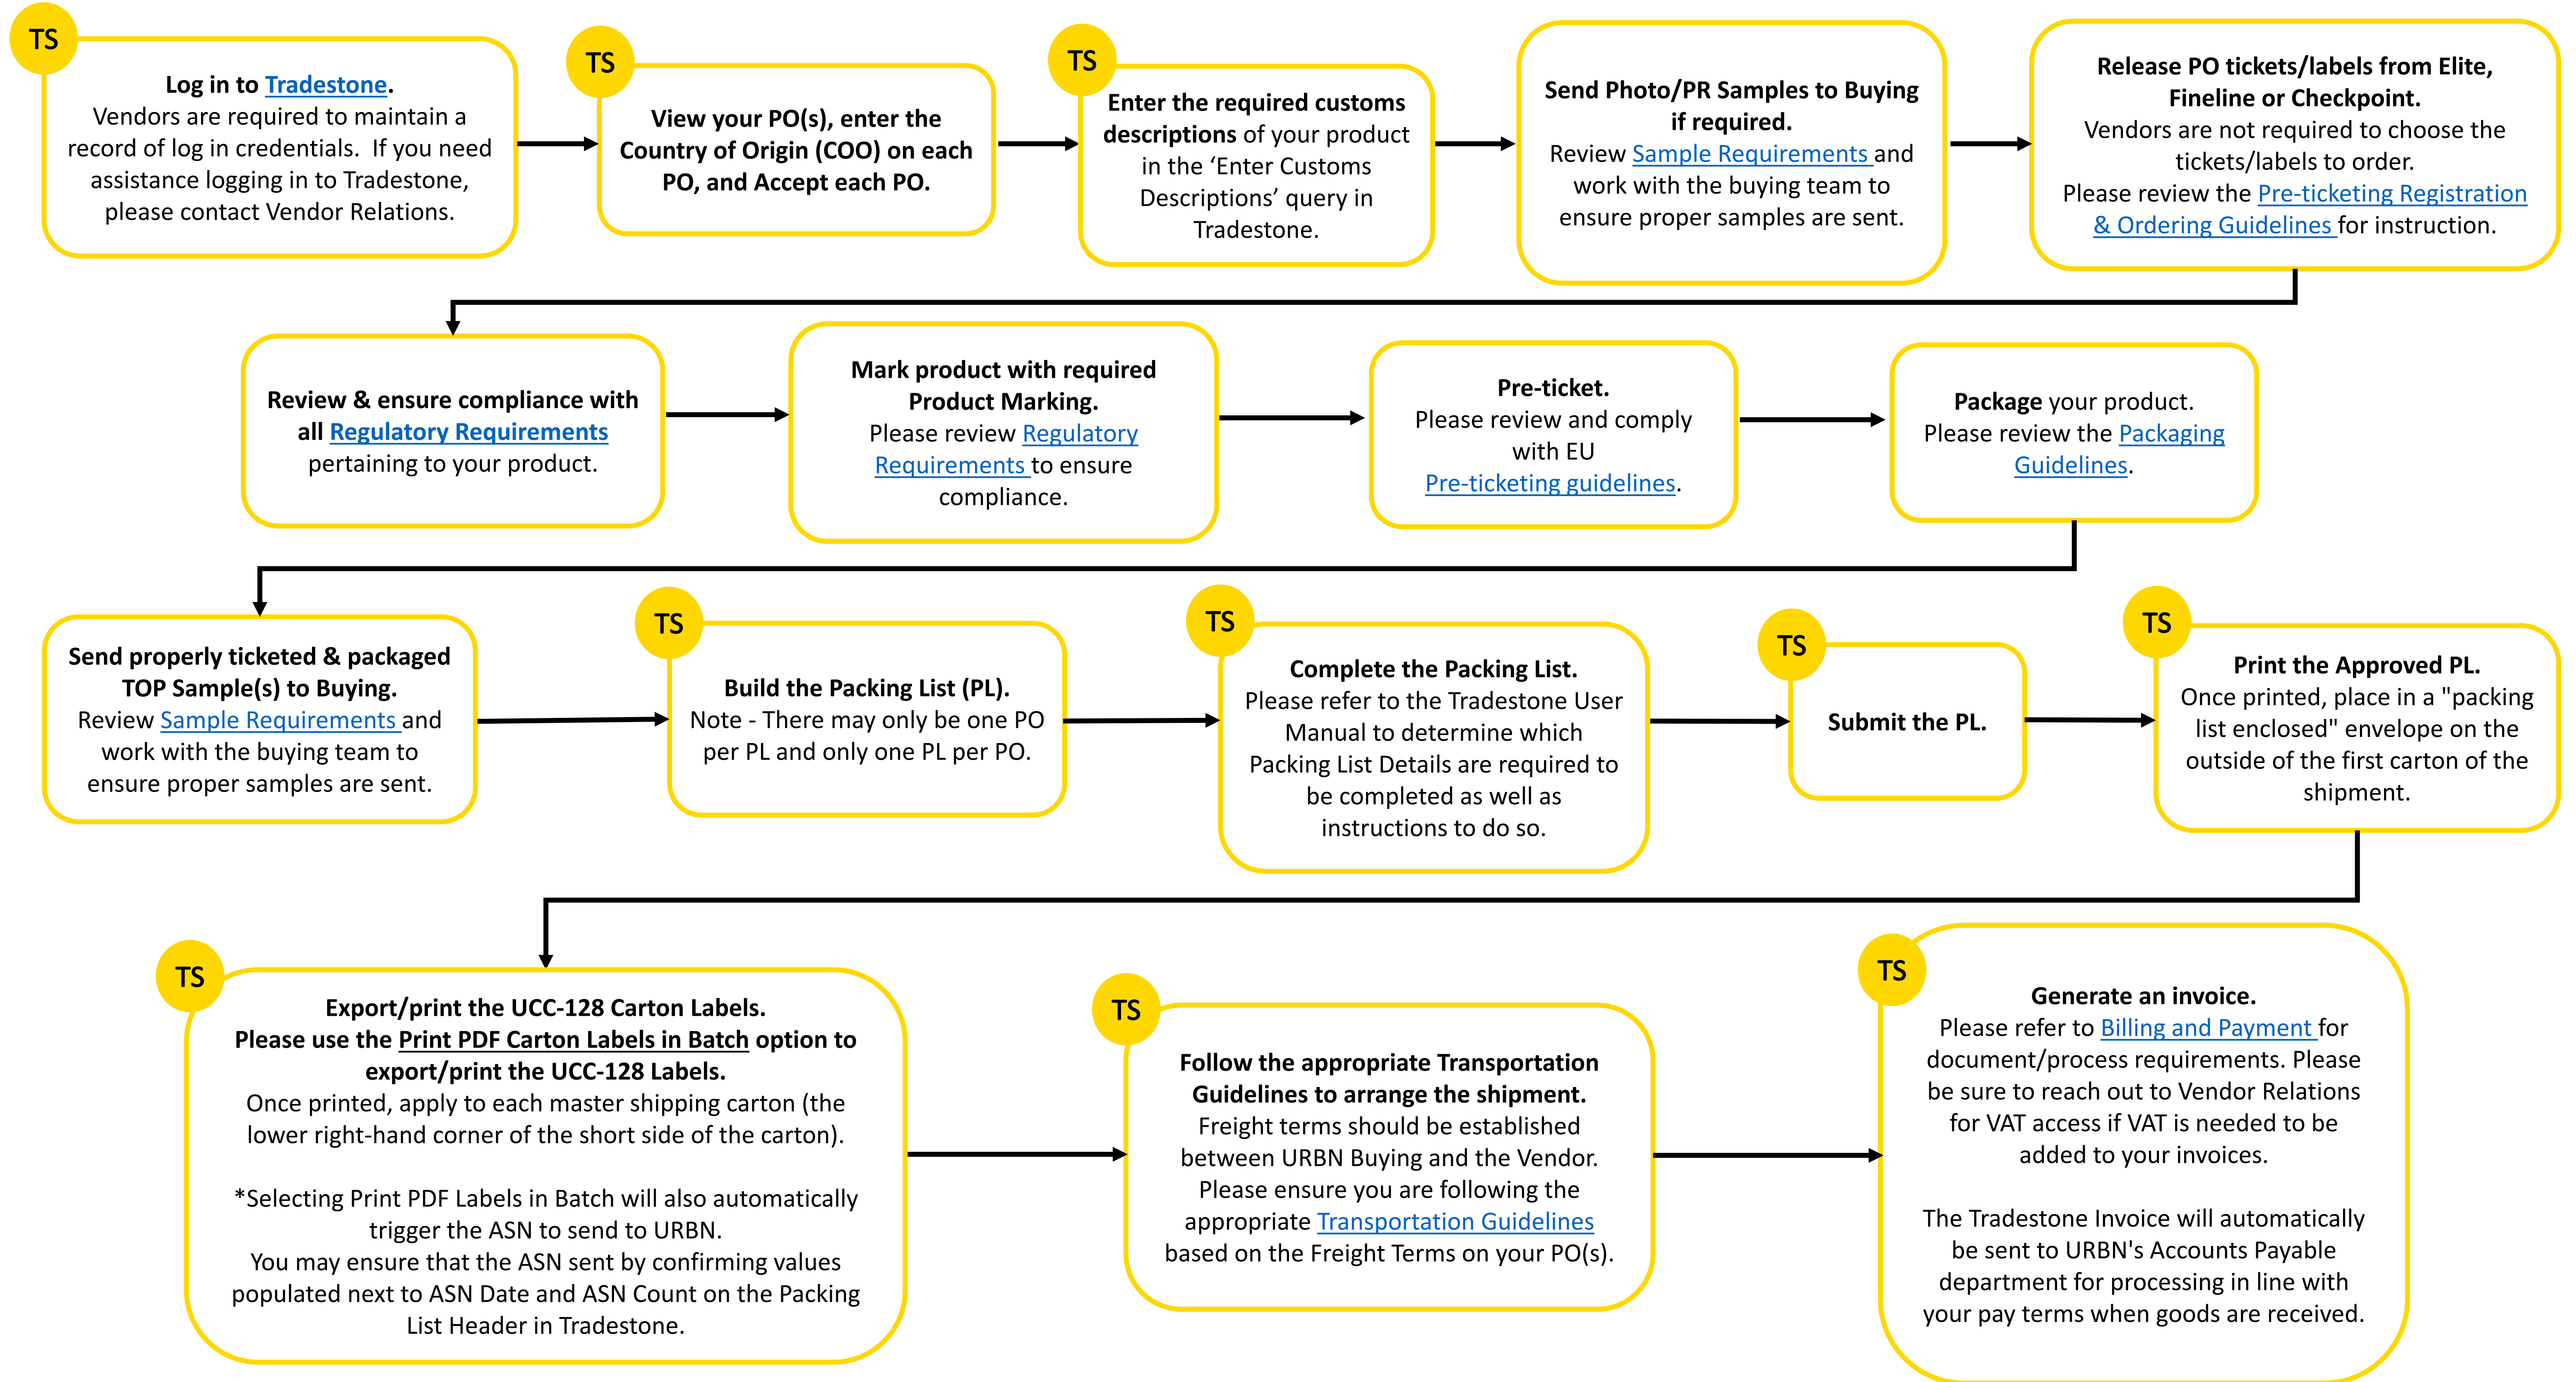 TS
Log in to Tradestone.
Vendors are required to maintain a
record of log in credentials.  If you need
assistance logging in to Tradestone,
please contact Vendor Relations.
TS
View your PO(s), enter the
Country of Origin (COO) on each
PO, and Accept each PO.
TS
Enter the required customs
descriptions of your product
in the ‘Enter Customs
Descriptions’ query in
Tradestone.
Send Photo/PR Samples to Buying
if required.
Review Sample Requirements and
work with the buying team to
ensure proper samples are sent.
Release PO tickets/labels from Elite,
Fineline or Checkpoint.
Vendors are not required to choose the
tickets/labels to order.
Please review the Pre-ticketing Registration
& Ordering Guidelines for instruction.
Review & ensure compliance with
all Regulatory Requirements
pertaining to your product.
Mark product with required
Product Marking.
Please review Regulatory
Requirements to ensure
compliance.
Pre-ticket.
Please review and comply
with EU
Pre-ticketing guidelines.
Package your product.
Please review the Packaging
Guidelines.
Send properly ticketed & packaged
TOP Sample(s) to Buying.
Review Sample Requirements and
work with the buying team to
ensure proper samples are sent.
TS
Build the Packing List (PL).
Note - There may only be one PO
per PL and only one PL per PO.
TS
Complete the Packing List.
Please refer to the Tradestone User
Manual to determine which
Packing List Details are required to
be completed as well as
instructions to do so.
TS
Submit the PL.
TS
Print the Approved PL.
Once printed, place in a "packing
list enclosed" envelope on the
outside of the first carton of the
shipment.
TS
Export/print the UCC-128 Carton Labels.
Please use the Print PDF Carton Labels in Batch option to
export/print the UCC-128 Labels.
Once printed, apply to each master shipping carton (the
lower right-hand corner of the short side of the carton).
*Selecting Print PDF Labels in Batch will also automatically
trigger the ASN to send to URBN.
You may ensure that the ASN sent by confirming values
populated next to ASN Date and ASN Count on the Packing
List Header in Tradestone.
TS
Follow the appropriate Transportation
Guidelines to arrange the shipment.
Freight terms should be established
between URBN Buying and the Vendor.
Please ensure you are following the
appropriate Transportation Guidelines
based on the Freight Terms on your PO(s).
TS
Generate an invoice.
Please refer to Billing and Payment for
document/process requirements. Please
be sure to reach out to Vendor Relations
for VAT access if VAT is needed to be
added to your invoices.
The Tradestone Invoice will automatically
be sent to URBN's Accounts Payable
department for processing in line with
your pay terms when goods are received.